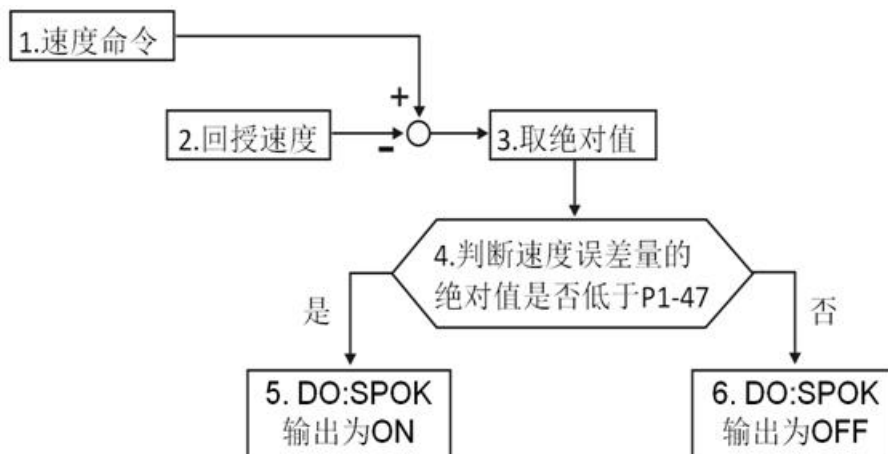 1.速度命令
+
2.回授速度
-
3.取绝对值
4.判断速度误差量的
绝对值是否低于P1-47
是
否
5. DO:SPOK
输出为ON
6. DO:SPOK
输出为OFF